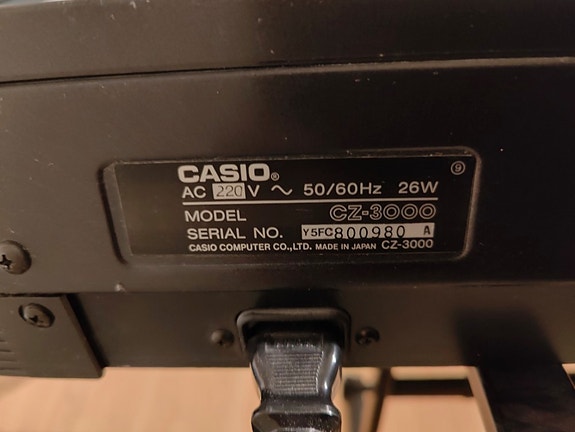 CASIO®
⑨
AC 220 V ～ 50/60Hz 26W
MODEL CZ-3000
SERIAL NO. Y5FC800980 A
CASIO COMPUTER CO.,LTD. MADE IN JAPAN CZ-3000